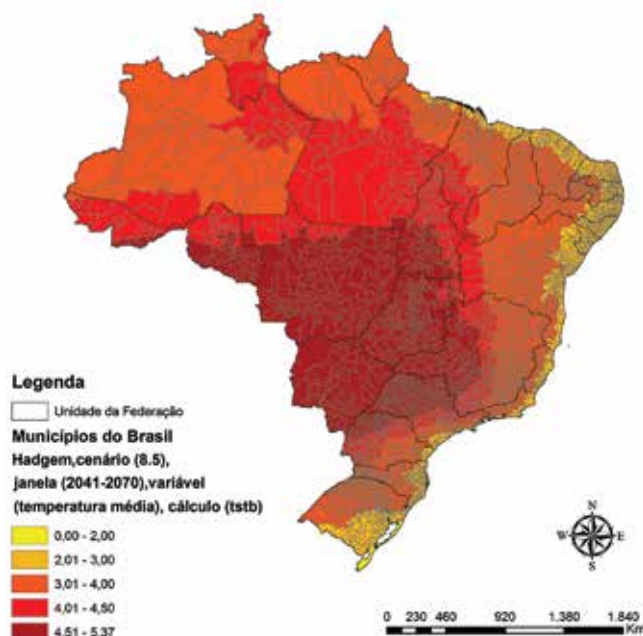 Legenda
Unidade da Federação
Municípios do Brasil
Hadgem,cenário (8.5),
janela (2041-2070),variável
(temperatura média), cálculo (tstb)
0,00 - 2,00
2,01 - 3,00
3,01 - 4,00
4,01 - 4,50
4,51 - 5,37
N
W E
S
0 230 460 920 1.380 1.840
Km